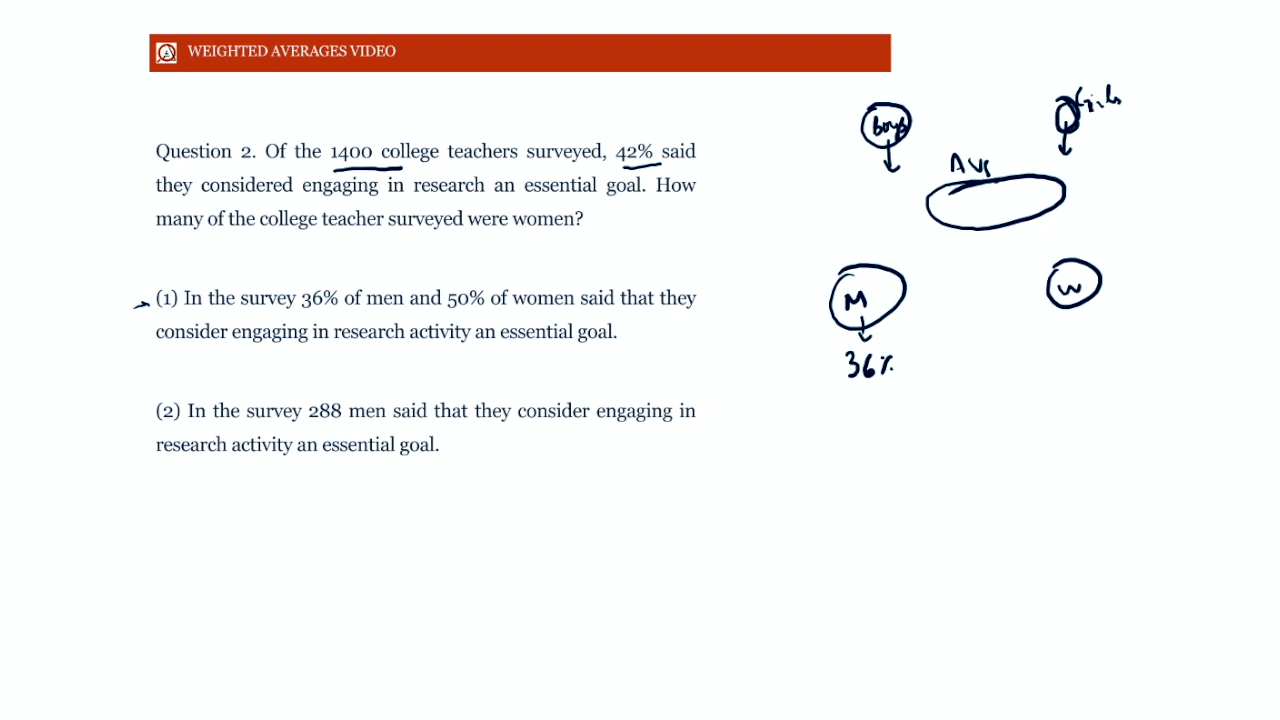 WEIGHTED AVERAGES VIDEO
Question 2. Of the 1400 college teachers surveyed, 42% said
they considered engaging in research an essential goal. How
many of the college teacher surveyed were women?
(1) In the survey 36% of men and 50% of women said that they
consider engaging in research activity an essential goal.
(2) In the survey 288 men said that they consider engaging in
research activity an essential goal.
Boys
Girls
Avg
M
W
36%